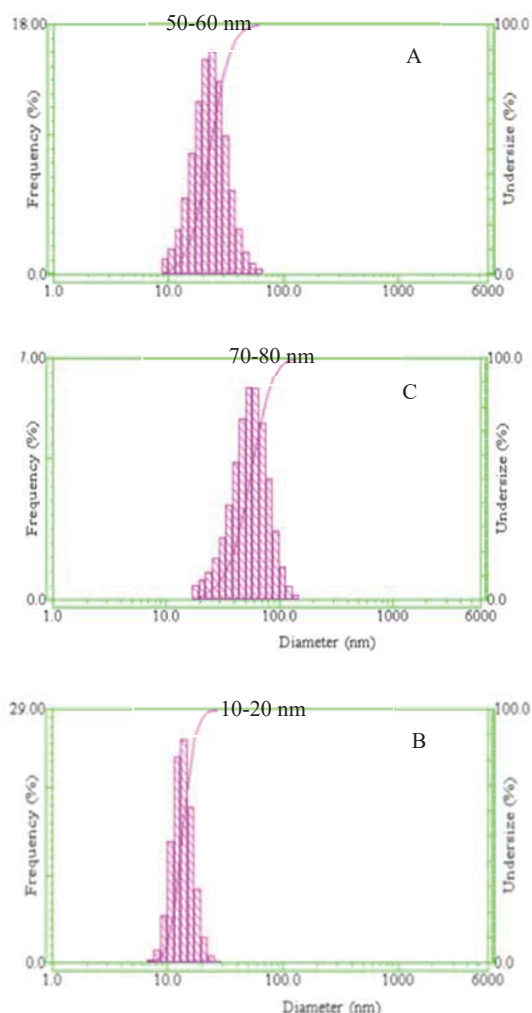 50-60 nm
18.00
100.0
A
Frequency (%)
Undersize (%)
0.0
0.0
1.0 10.0 100.0 1000 6000
70-80 nm
7.00
100.0
C
Frequency (%)
Undersize (%)
0.0
0.0
1.0 10.0 100.0 1000 6000
Diameter (nm)
10-20 nm
29.00
100.0
B
Frequency (%)
Undersize (%)
0.0
0.0
1.0 10.0 100.0 1000 6000
Diameter (nm)